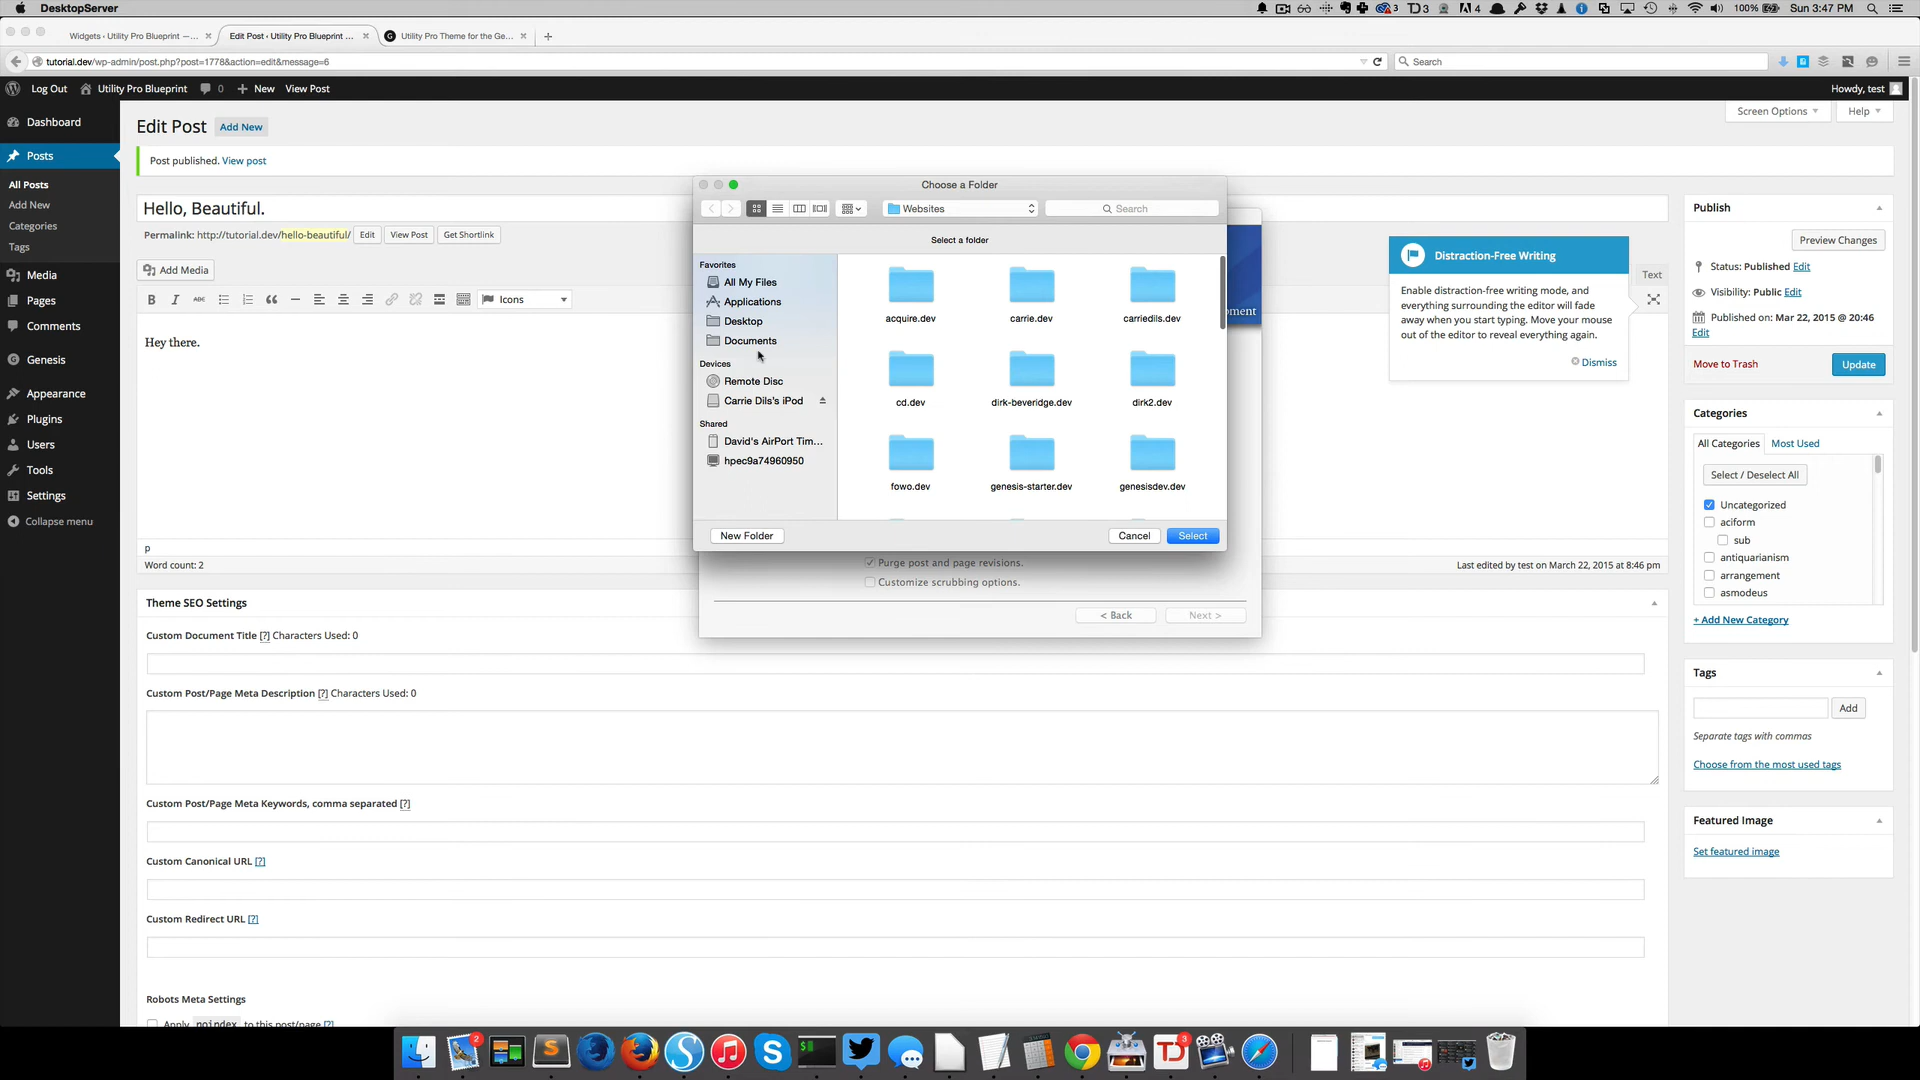 DesktopServer
3
3
4
100%
Sun 3:47 PM
Widgets ‹ Utility Pro Blueprint —...
Edit Post ‹ Utility Pro Blueprint ...
Utility Pro Theme for the Ge...
tutorial.dev/wp-admin/post.php?post=1778&action=edit&message=6
Search
Log Out
Utility Pro Blueprint
0
New
View Post
Howdy, test
Dashboard
Posts
All Posts
Add New
Categories
Tags
Media
Pages
Comments
Genesis
Appearance
Plugins
Users
Tools
Settings
Collapse menu
Edit Post
Add New
Screen Options
Help
Post published. View post
Hello, Beautiful.
Permalink: http://tutorial.dev/hello-beautiful/
Edit
View Post
Get Shortlink
Add Media
B
I
ABC
Icons
Text
Hey there.
p
Word count: 2
Last edited by test on March 22, 2015 at 8:46 pm
Choose a Folder
Websites
Search
Select a folder
Favorites
All My Files
Applications
Desktop
Documents
Devices
Remote Disc
Carrie Dils's iPod
Shared
David's AirPort Tim...
hpec9a74960950
acquire.dev
carrie.dev
carriedils.dev
cd.dev
dirk-beveridge.dev
dirk2.dev
fowo.dev
genesis-starter.dev
genesisdev.dev
New Folder
Cancel
Select
ment
Purge post and page revisions.
Customize scrubbing options.
< Back
Next >
Distraction-Free Writing
Enable distraction-free writing mode, and
everything surrounding the editor will fade
away when you start typing. Move your mouse
out of the editor to reveal everything again.
Dismiss
Publish
Preview Changes
Status: Published Edit
Visibility: Public Edit
Published on: Mar 22, 2015 @ 20:46
Edit
Move to Trash
Update
Categories
All Categories
Most Used
Select / Deselect All
Uncategorized
aciform
sub
antiquarianism
arrangement
asmodeus
+ Add New Category
Tags
Add
Separate tags with commas
Choose from the most used tags
Featured Image
Set featured image
Theme SEO Settings
Custom Document Title [?] Characters Used: 0
Custom Post/Page Meta Description [?] Characters Used: 0
Custom Post/Page Meta Keywords, comma separated [?]
Custom Canonical URL [?]
Custom Redirect URL [?]
Robots Meta Settings
Apply noindex to this post/page [?]
2
3